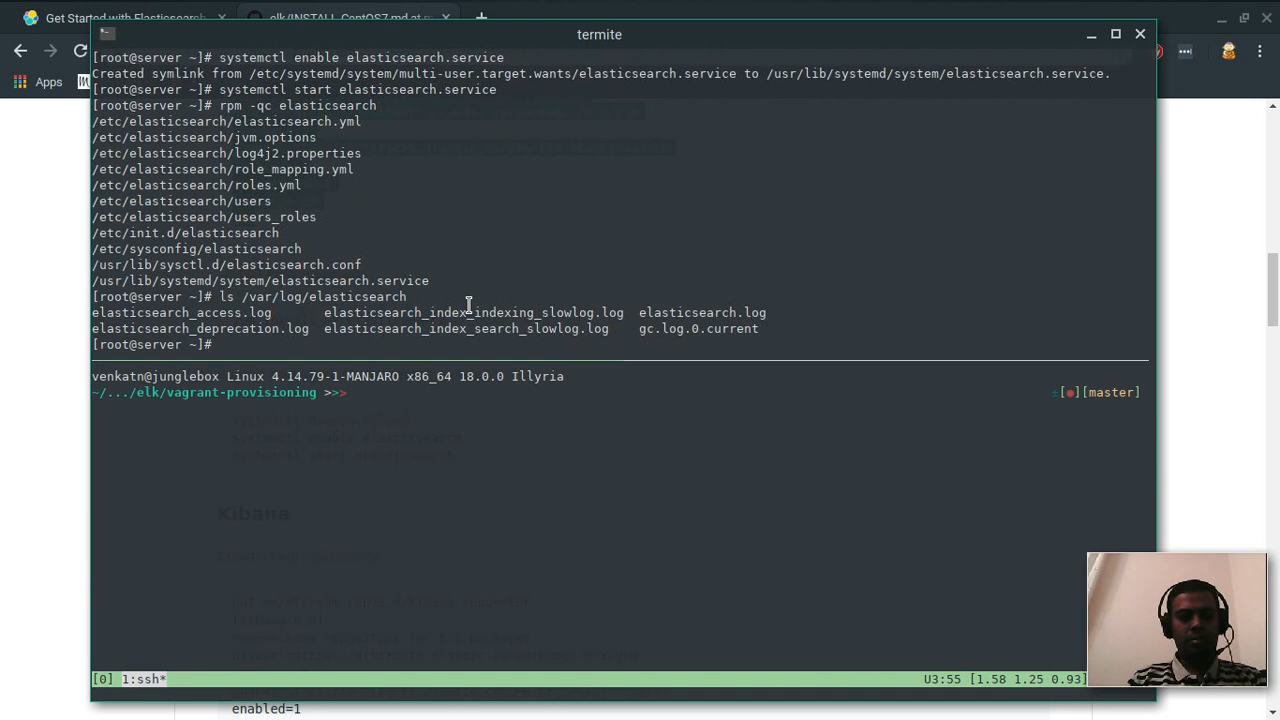 Get Started with Elasticsearch
elk/INSTALL_CentOS7.md at m
Apps
termite
[root@server ~]# systemctl enable elasticsearch.service
Created symlink from /etc/systemd/system/multi-user.target.wants/elasticsearch.service to /usr/lib/systemd/system/elasticsearch.service.
[root@server ~]# systemctl start elasticsearch.service
[root@server ~]# rpm -qc elasticsearch
/etc/elasticsearch/elasticsearch.yml
/etc/elasticsearch/jvm.options
/etc/elasticsearch/log4j2.properties
/etc/elasticsearch/role_mapping.yml
/etc/elasticsearch/roles.yml
/etc/elasticsearch/users
/etc/elasticsearch/users_roles
/etc/init.d/elasticsearch
/etc/sysconfig/elasticsearch
/usr/lib/sysctl.d/elasticsearch.conf
/usr/lib/systemd/system/elasticsearch.service
[root@server ~]# ls /var/log/elasticsearch
elasticsearch_access.log elasticsearch_index_indexing_slowlog.log elasticsearch.log
elasticsearch_deprecation.log elasticsearch_index_search_slowlog.log gc.log.0.current
[root@server ~]#
venkatn@junglebox Linux 4.14.79-1-MANJARO x86_64 18.0.0 Illyria
~/.../elk/vagrant-provisioning >>> ±[●][master]
systemctl enable elasticsearch
Kibana
[0] 1:ssh* U3:55 [1.58 1.25 0.93]
enabled=1